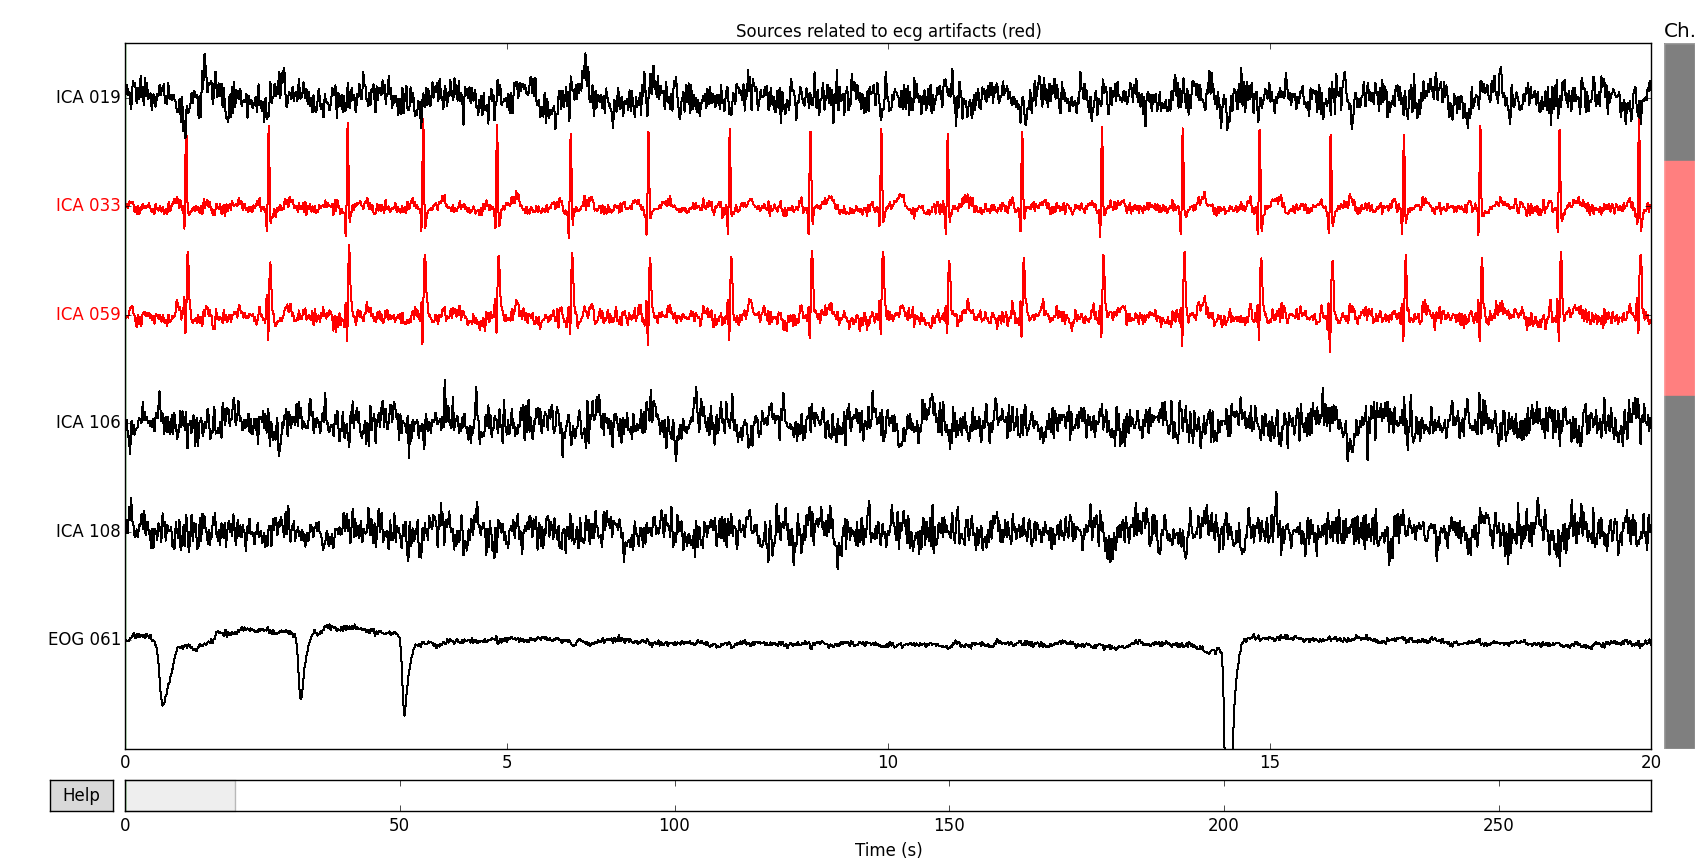 Sources related to ecg artifacts (red)
Ch.
ICA 019
ICA 033
ICA 059
ICA 106
ICA 108
EOG 061
0 5 10 15 20
Help
0 50 100 150 200 250
Time (s)